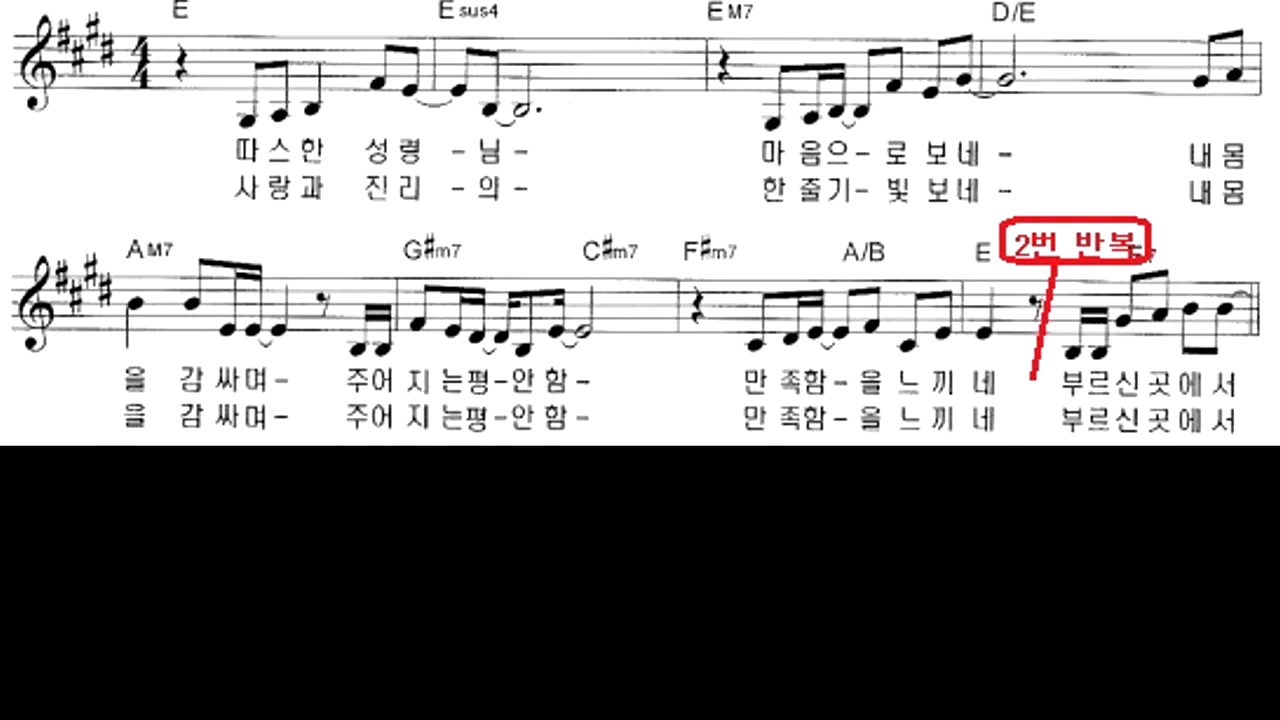 E Esus4 EM7 D/E
4/4
따스한 성령 - 님 - 마 음으- 로 보네 - 내 몸
사랑과 진리 - 의 - 한 줄기- 빛 보네 - 내 몸
AM7 G#m7 C#m7 F#m7 A/B E 2번 반복
을 감 싸며- 주어 지 는평-안 함 - 만 족함- 을 느 끼 네 부르신 곳에 서
을 감 싸며- 주어 지 는평-안 함 - 만 족함- 을 느 끼 네 부르신 곳에 서